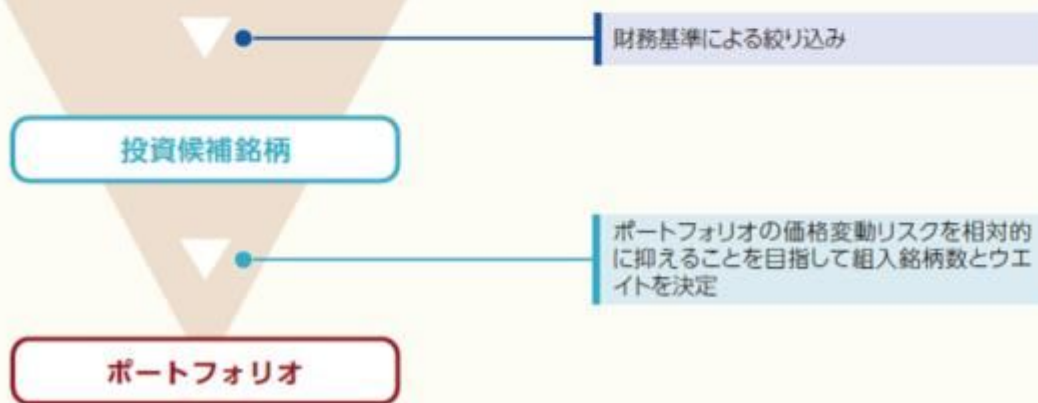 財務基準による絞り込み
投資候補銘柄
ポートフォリオの価格変動リスクを相対的
に抑えることを目指して組入銘柄数とウエ
イトを決定
ポートフォリオ